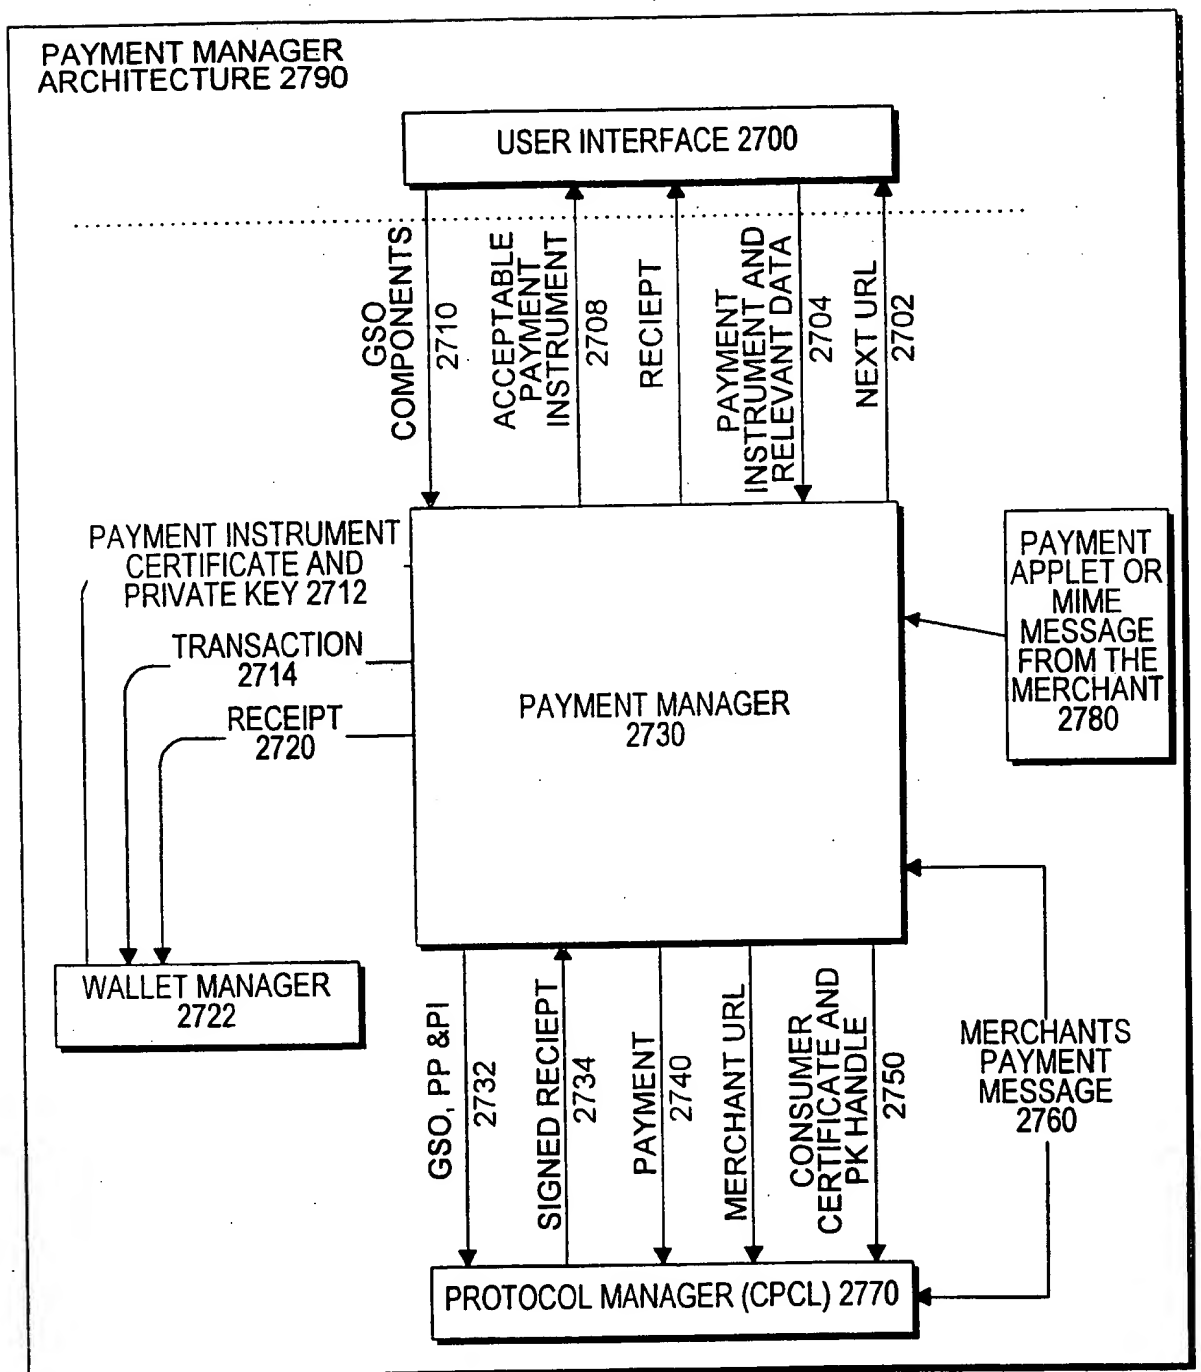 PAYMENT MANAGER
ARCHITECTURE 2790
USER INTERFACE 2700
GSO
COMPONENTS
2710
ACCEPTABLE
PAYMENT
INSTRUMENT
2708
RECIEPT
PAYMENT
INSTRUMENT AND
RELEVANT DATA
2704
NEXT URL
2702
PAYMENT INSTRUMENT
CERTIFICATE AND
PRIVATE KEY 2712
TRANSACTION
2714
RECEIPT
2720
PAYMENT MANAGER
2730
PAYMENT
APPLET OR
MIME
MESSAGE
FROM THE
MERCHANT
2780
WALLET MANAGER
2722
GSO, PP &PI
2732
SIGNED RECIEPT
2734
PAYMENT
2740
MERCHANT URL
CONSUMER
CERTIFICATE AND
PK HANDLE
2750
MERCHANTS
PAYMENT
MESSAGE
2760
PROTOCOL MANAGER (CPCL) 2770